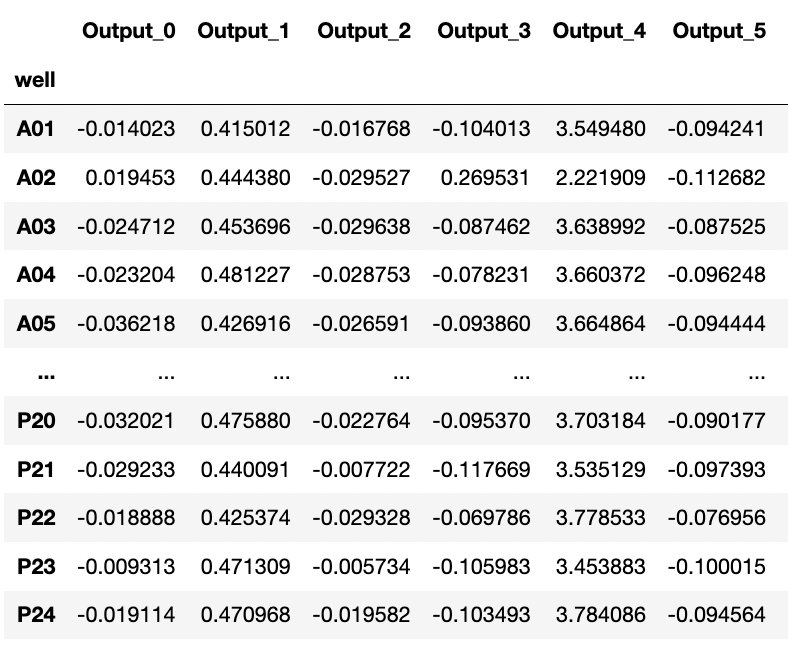 Output_0 Output_1 Output_2 Output_3 Output_4 Output_5
well
A01 -0.014023 0.415012 -0.016768 -0.104013 3.549480 -0.094241
A02 0.019453 0.444380 -0.029527 0.269531 2.221909 -0.112682
A03 -0.024712 0.453696 -0.029638 -0.087462 3.638992 -0.087525
A04 -0.023204 0.481227 -0.028753 -0.078231 3.660372 -0.096248
A05 -0.036218 0.426916 -0.026591 -0.093860 3.664864 -0.094444
... ... ... ... ... ... ...
P20 -0.032021 0.475880 -0.022764 -0.095370 3.703184 -0.090177
P21 -0.029233 0.440091 -0.007722 -0.117669 3.535129 -0.097393
P22 -0.018888 0.425374 -0.029328 -0.069786 3.778533 -0.076956
P23 -0.009313 0.471309 -0.005734 -0.105983 3.453883 -0.100015
P24 -0.019114 0.470968 -0.019582 -0.103493 3.784086 -0.094564